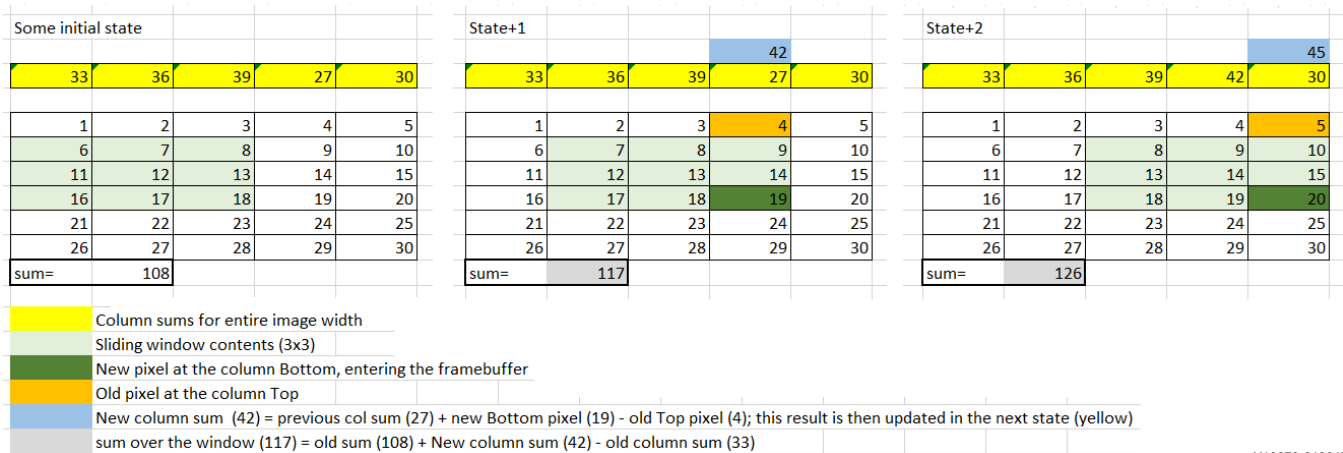 Some initial state State+1 State+2
42 45
33 36 39 27 30 33 36 39 27 30 33 36 39 42 30
1 2 3 4 5 1 2 3 4 5 1 2 3 4 5
6 7 8 9 10 6 7 8 9 10 6 7 8 9 10
11 12 13 14 15 11 12 13 14 15 11 12 13 14 15
16 17 18 19 20 16 17 18 19 20 16 17 18 19 20
21 22 23 24 25 21 22 23 24 25 21 22 23 24 25
26 27 28 29 30 26 27 28 29 30 26 27 28 29 30
sum= 108 sum= 117 sum= 126
Column sums for entire image width
Sliding window contents (3x3)
New pixel at the column Bottom, entering the framebuffer
Old pixel at the column Top
New column sum (42) = previous col sum (27) + new Bottom pixel (19) - old Top pixel (4); this result is then updated in the next state (yellow)
sum over the window (117) = old sum (108) + New column sum (42) - old column sum (33)